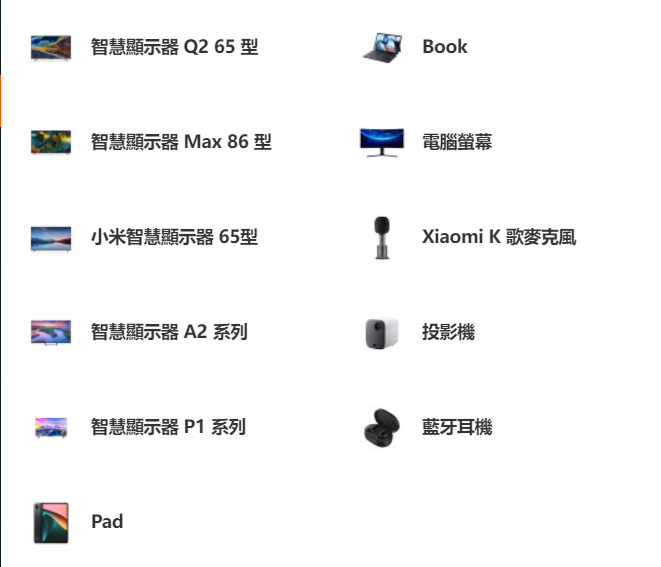 智慧顯示器 Q2 65 型
智慧顯示器 Max 86 型
小米智慧顯示器 65型
智慧顯示器 A2 系列
智慧顯示器 P1 系列
Pad
Book
電腦螢幕
Xiaomi K 歌麥克風
投影機
藍牙耳機